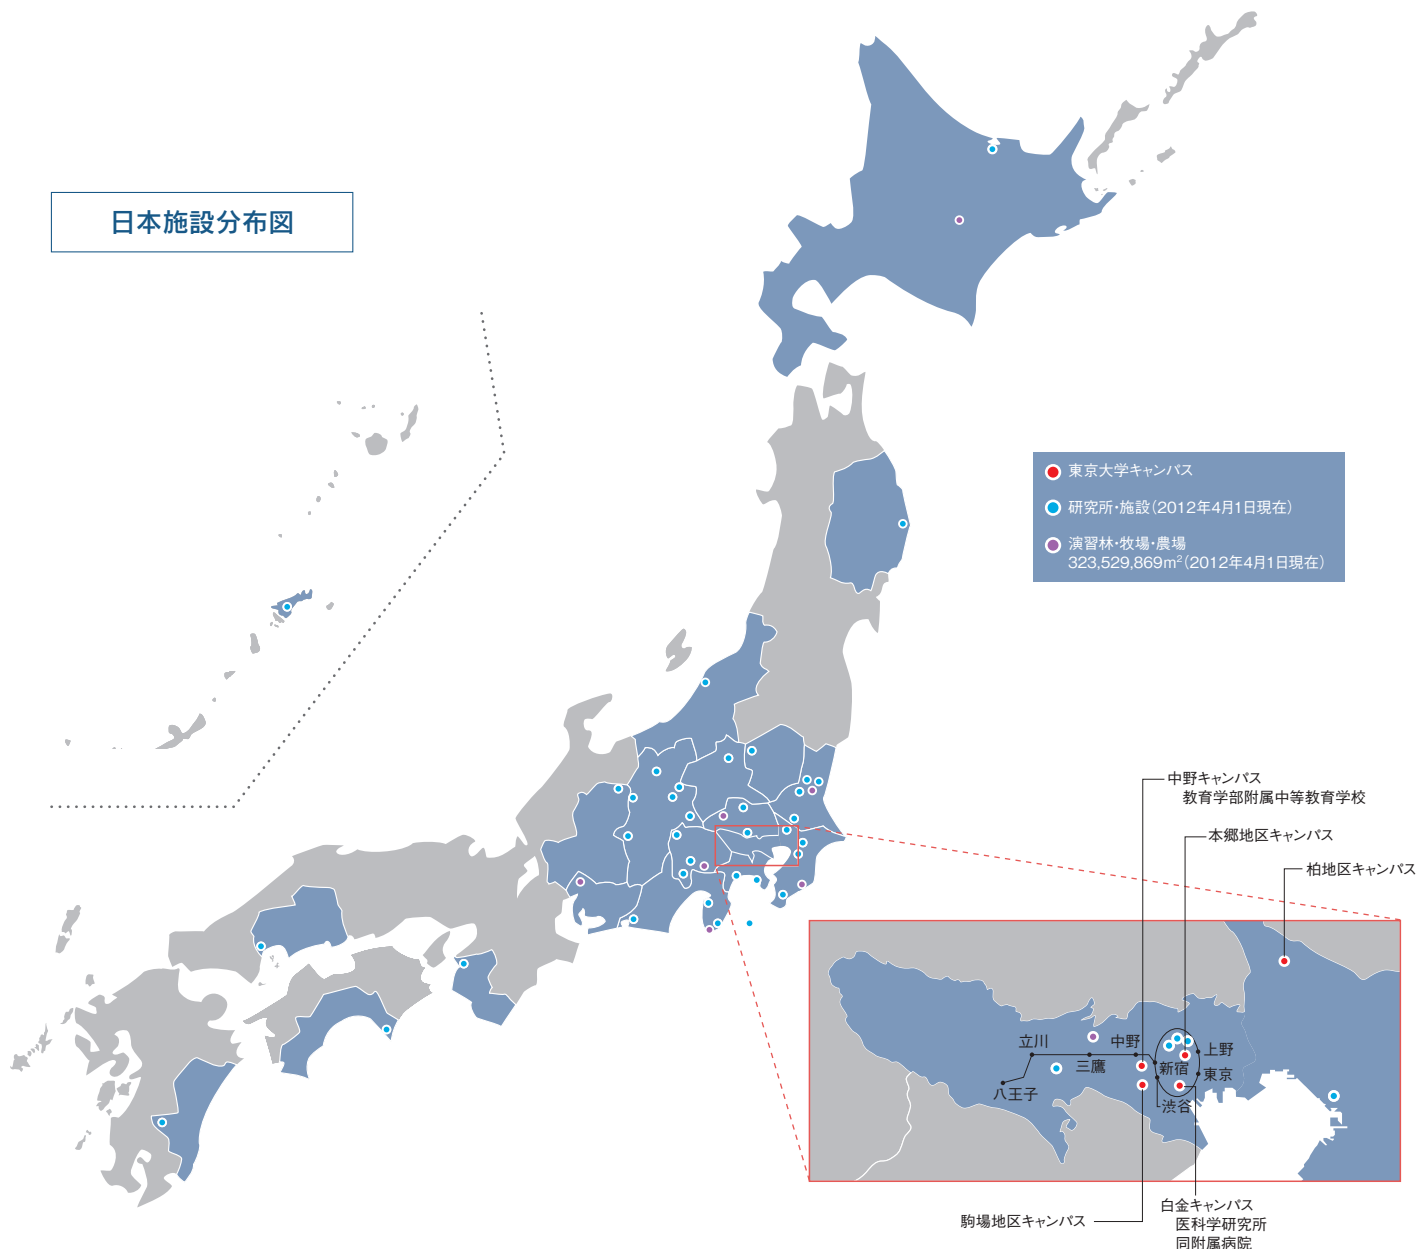 日本施設分布図
東京大学キャンパス
研究所・施設（2012年4月1日現在）
演習林・牧場・農場
323,529,869m²（2012年4月1日現在）
中野キャンパス
教育学部附属中等教育学校
本郷地区キャンパス
柏地区キャンパス
立川
中野
上野
三鷹
新宿
東京
八王子
渋谷
駒場地区キャンパス
白金キャンパス
医科学研究所
同附属病院